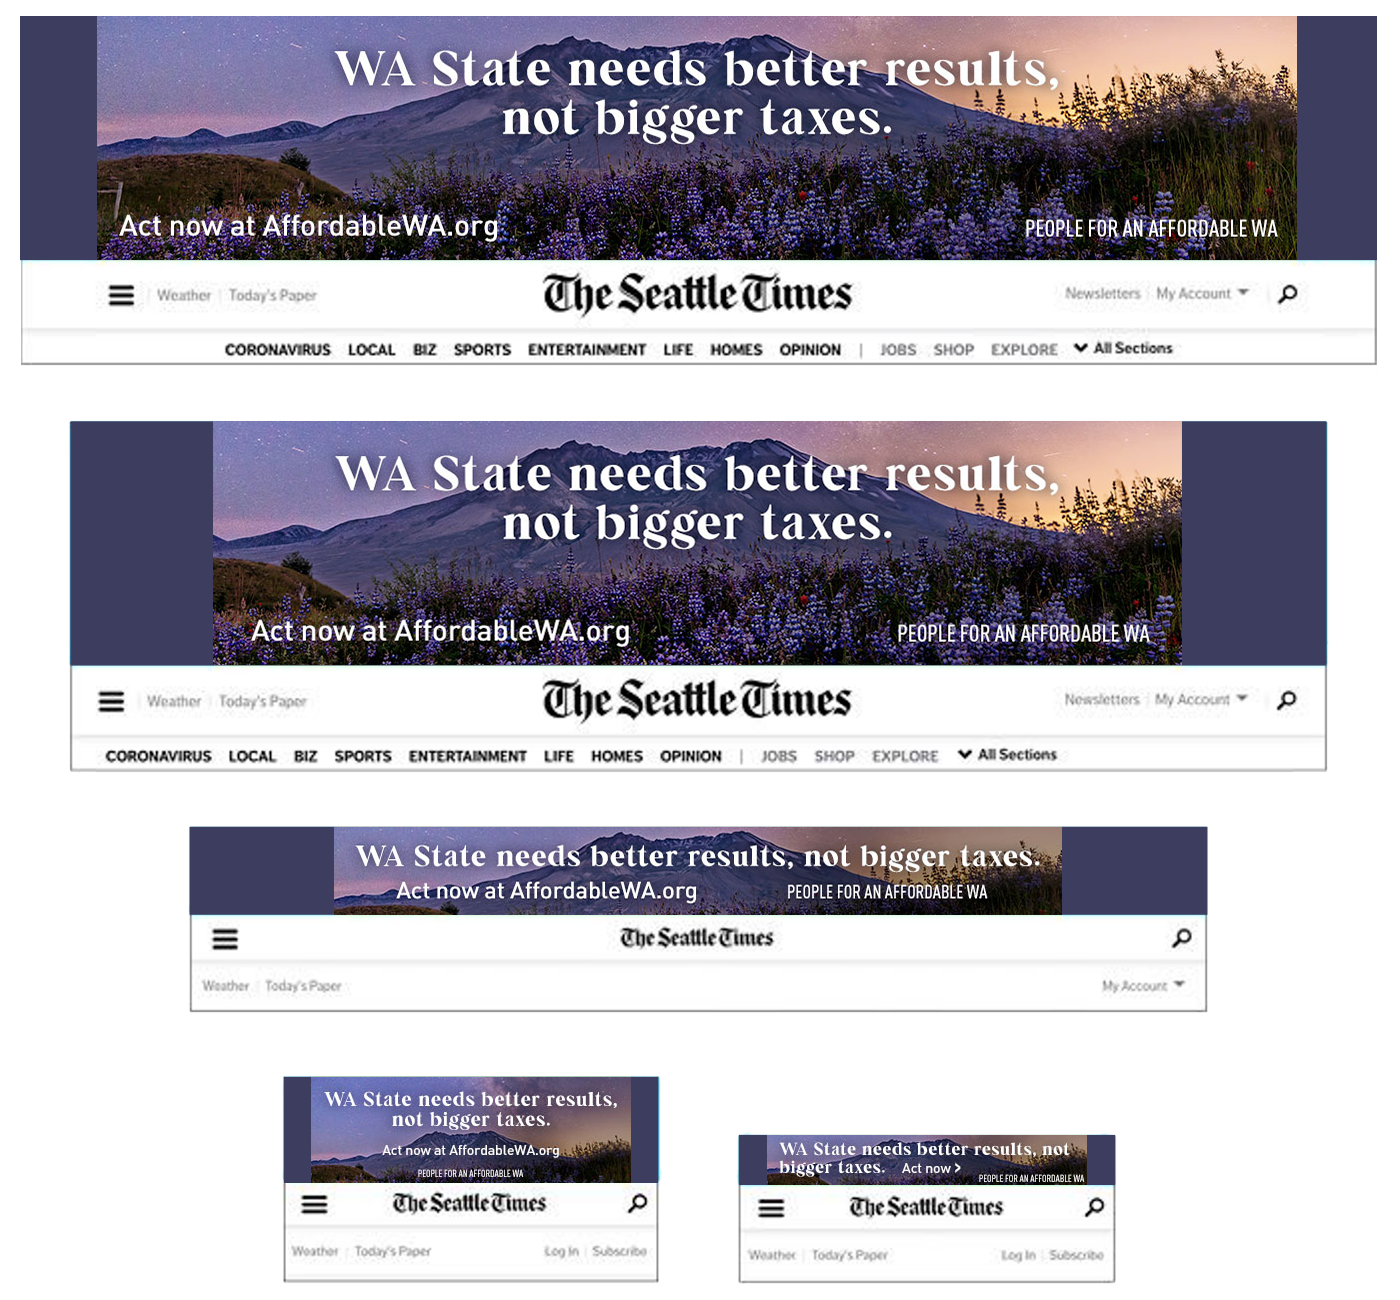 WA State needs better results,
not bigger taxes.
Act now at AffordableWA.org
PEOPLE FOR AN AFFORDABLE WA
Weather | Today's Paper
The Seattle Times
Newsletters | My Account
CORONAVIRUS LOCAL BIZ SPORTS ENTERTAINMENT LIFE HOMES OPINION | JOBS SHOP EXPLORE All Sections
WA State needs better results,
not bigger taxes.
Act now at AffordableWA.org
PEOPLE FOR AN AFFORDABLE WA
Weather | Today's Paper
The Seattle Times
Newsletters | My Account
CORONAVIRUS LOCAL BIZ SPORTS ENTERTAINMENT LIFE HOMES OPINION | JOBS SHOP EXPLORE All Sections
WA State needs better results, not bigger taxes.
Act now at AffordableWA.org
PEOPLE FOR AN AFFORDABLE WA
The Seattle Times
Weather | Today's Paper
My Account
WA State needs better results,
not bigger taxes.
Act now at AffordableWA.org
PEOPLE FOR AN AFFORDABLE WA
The Seattle Times
Weather | Today's Paper
Log In | Subscribe
WA State needs better results, not
bigger taxes. Act now >
PEOPLE FOR AN AFFORDABLE WA
The Seattle Times
Weather | Today's Paper
Log In | Subscribe